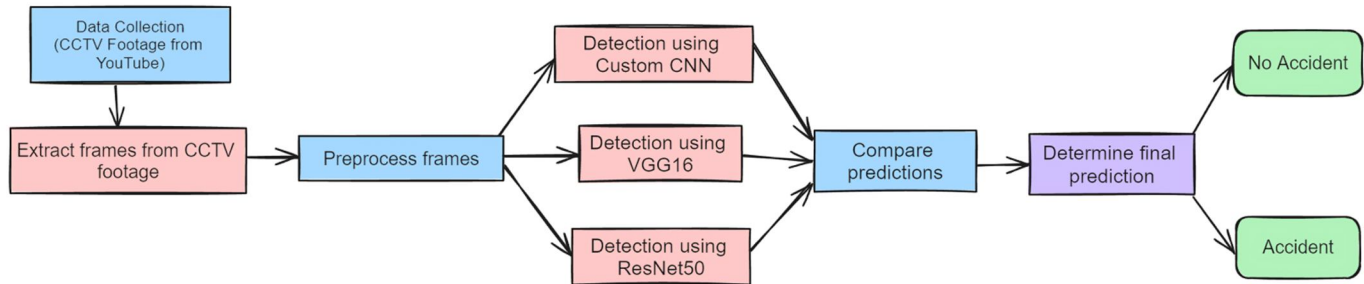 Data Collection
(CCTV Footage from
YouTube)
Extract frames from CCTV
footage
Preprocess frames
Detection using
Custom CNN
Detection using
VGG16
Detection using
ResNet50
Compare
predictions
Determine final
prediction
No Accident
Accident